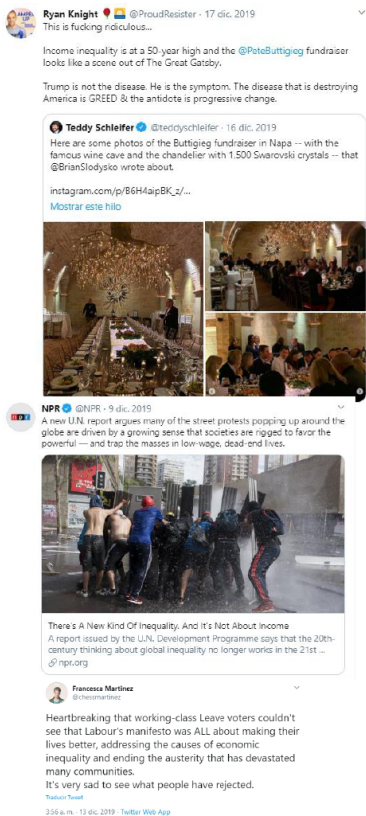 Ryan Knight 🌹 🌅 @ProudResister · 17 dic. 2019
This is fucking ridiculous...
Income inequality is at a 50-year high and the @PeteButtigieg fundraiser
looks like a scene out of The Great Gatsby.
Trump is not the disease. He is the symptom. The disease that is destroying
America is GREED & the antidote is progressive change.
Teddy Schleifer @teddyschleifer · 16 dic. 2019
Here are some photos of the Buttigieg fundraiser in Napa -- with the
famous wine cave and the chandelier with 1.500 Swarovski crystals -- that
@BrianSlodysko wrote about.
instagram.com/p/B6H4aipBK_z/...
Mostrar este hilo
npr
NPR @NPR · 9 dic. 2019
A new U.N. report argues many of the street protests popping up around the
globe are driven by a growing sense that societies are rigged to favor the
powerful — and trap the masses in low-wage, dead-end lives.
There's A New Kind Of Inequality. And It's Not About Income
A report issued by the U.N. Development Programme says that the 20th-
century thinking about global inequality no longer works in the 21st ...
npr.org
Francesca Martinez
@chessmartinez
Heartbreaking that working-class Leave voters couldn't
see that Labour's manifesto was ALL about making their
lives better, addressing the causes of economic
inequality and ending the austerity that has devastated
many communities.
It's very sad to see what people have rejected.
Traducir Tweet
3:56 a. m. · 13 dic. 2019 · Twitter Web App